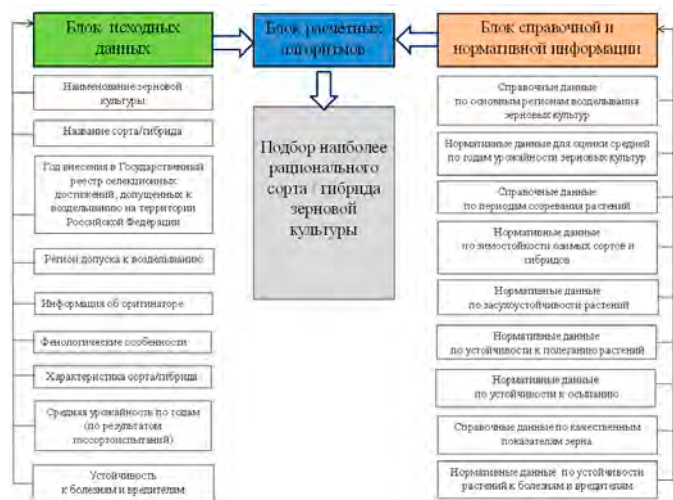 Блок исходных
данных
Наименование зерновой
культуры
Название сорта/гибрида
Год внесения в Государственный
реестр селекционных
достижений, допущенных к
возделыванию на территории
Российской Федерации
Регион допуска к возделыванию
Информация об оригинаторе
Фенологические особенности
Характеристика сорта/гибрида
Средняя урожайность по годам
(по результатом
госсортоиспытаний)
Устойчивость
к болезням и вредителям
Блок расчётных
алгоритмов
Подбор наиболее
рационального
сорта / гибрида
зерновой
культуры
Блок справочной и
нормативной информации
Справочные данные
по основным регионам возделывания
зерновых культур
Нормативные данные для оценки средней
по годам урожайности зерновых культур
Справочные данные
по периодам созревания растений
Нормативные данные
по зимостойкости озимых сортов и
гибридов
Нормативные данные
по засухоустойчивости растений
Нормативные данные
по устойчивости к полеганию растений
Нормативные данные
по устойчивости к осыпанию
Справочные данные по качественным
показателям зерна
Нормативные данные по устойчивости
растений к болезням и вредителям